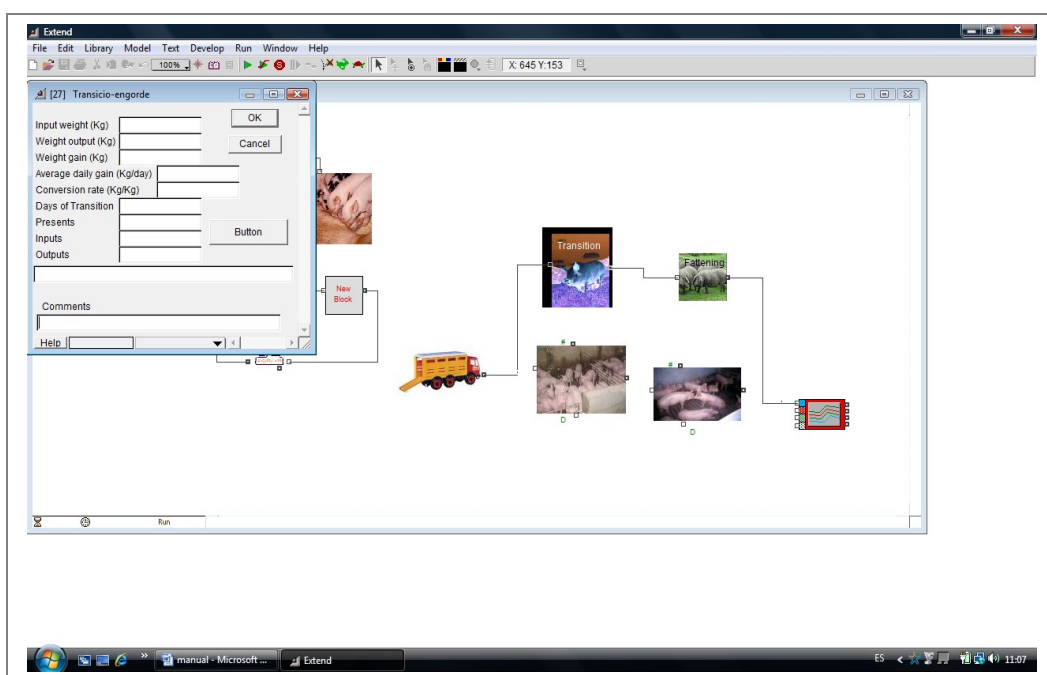 Extend
File Edit Library Model Text Develop Run Window Help
100%
X: 645 Y:153
[27] Transicio-engorde
Input weight (Kg)
OK
Weight output (Kg)
Cancel
Weight gain (Kg)
Average daily gain (Kg/day)
Conversion rate (Kg/Kg)
Days of Transition
Presents
Button
Inputs
Outputs
Comments
Help
New
Block
Transition
Fattening
#
D
#
D
Run
manual - Microsoft ...
Extend
ES
11:07